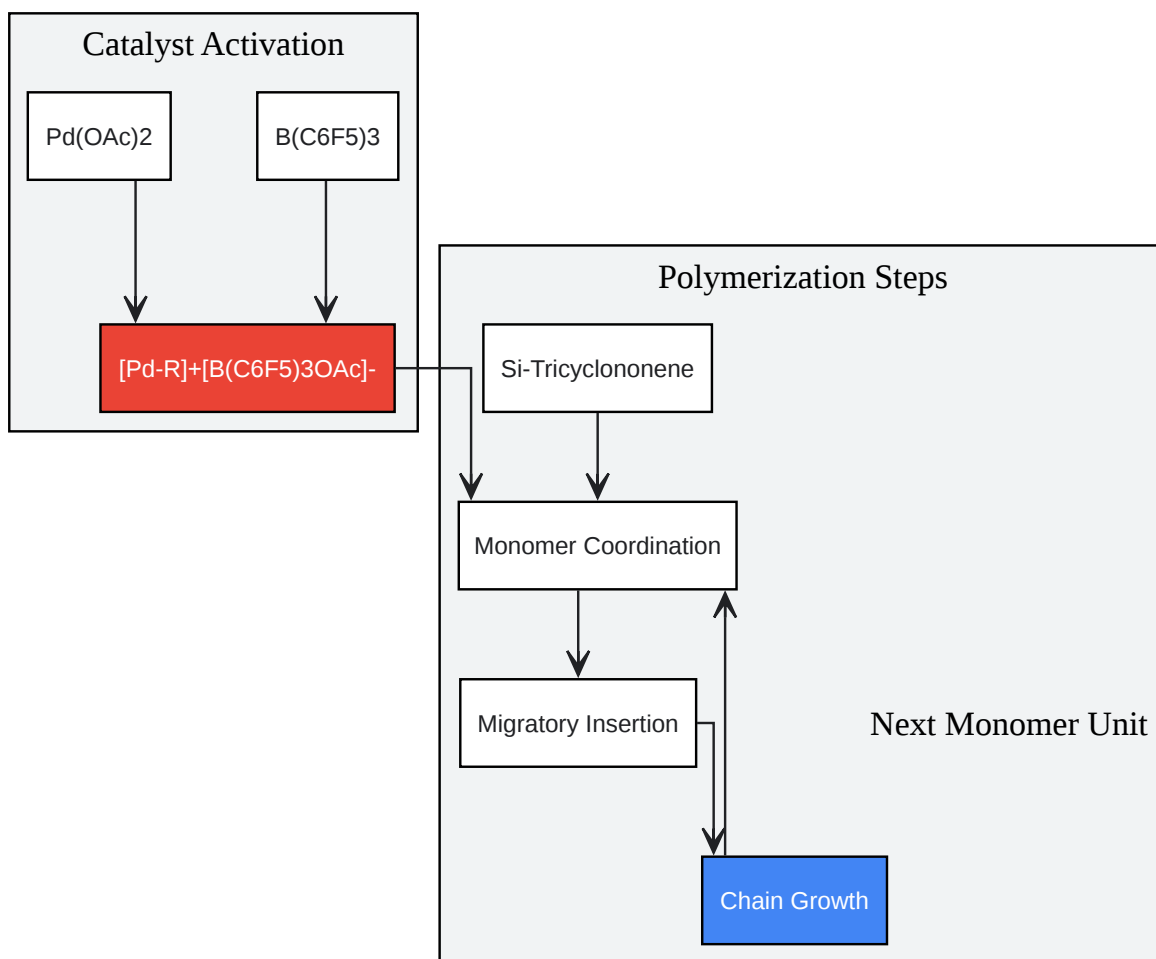 Catalyst Activation
Pd(OAc)2
B(C6F5)3
[Pd-R]+[B(C6F5)3OAc]-
Polymerization Steps
Si-Tricyclononene
Monomer Coordination
Migratory Insertion
Next Monomer Unit
Chain Growth